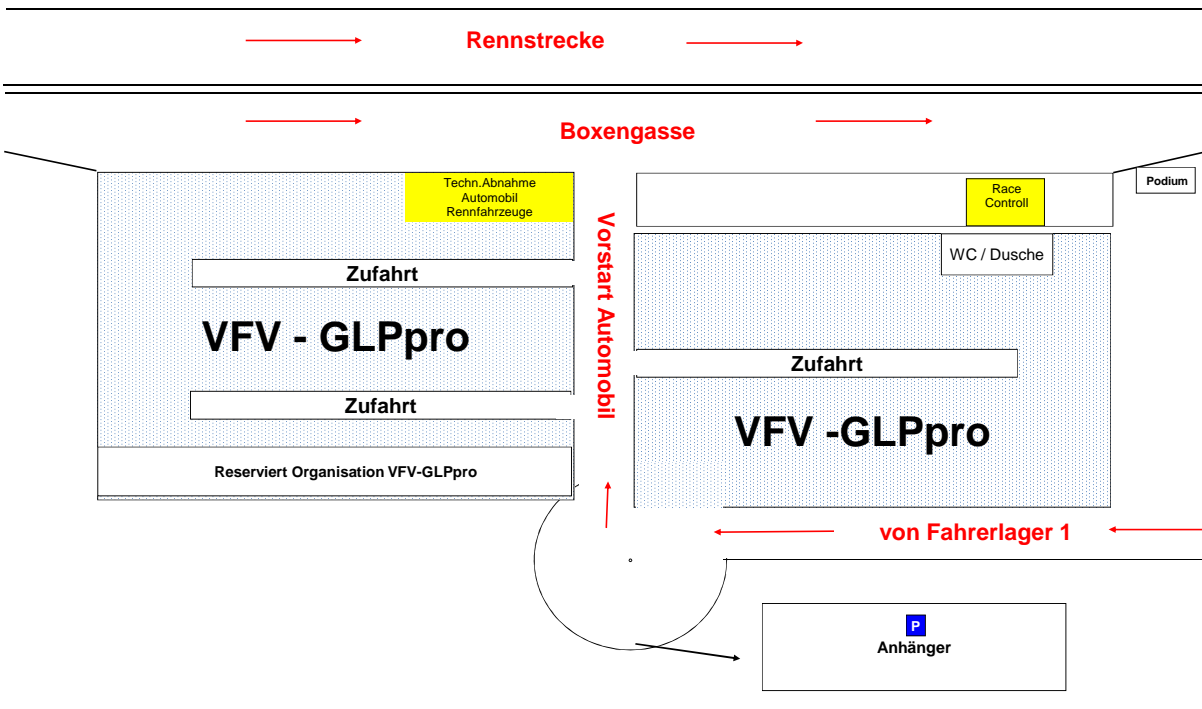 Rennstrecke
Boxengasse
Techn.Abnahme
Automobil
Rennfahrzeuge
Race
Controll
Podium
WC / Dusche
Vorstart Automobil
Zufahrt
VFV - GLPpro
Zufahrt
Reserviert Organisation VFV-GLPpro
Zufahrt
VFV -GLPpro
von Fahrerlager 1
P
Anhänger